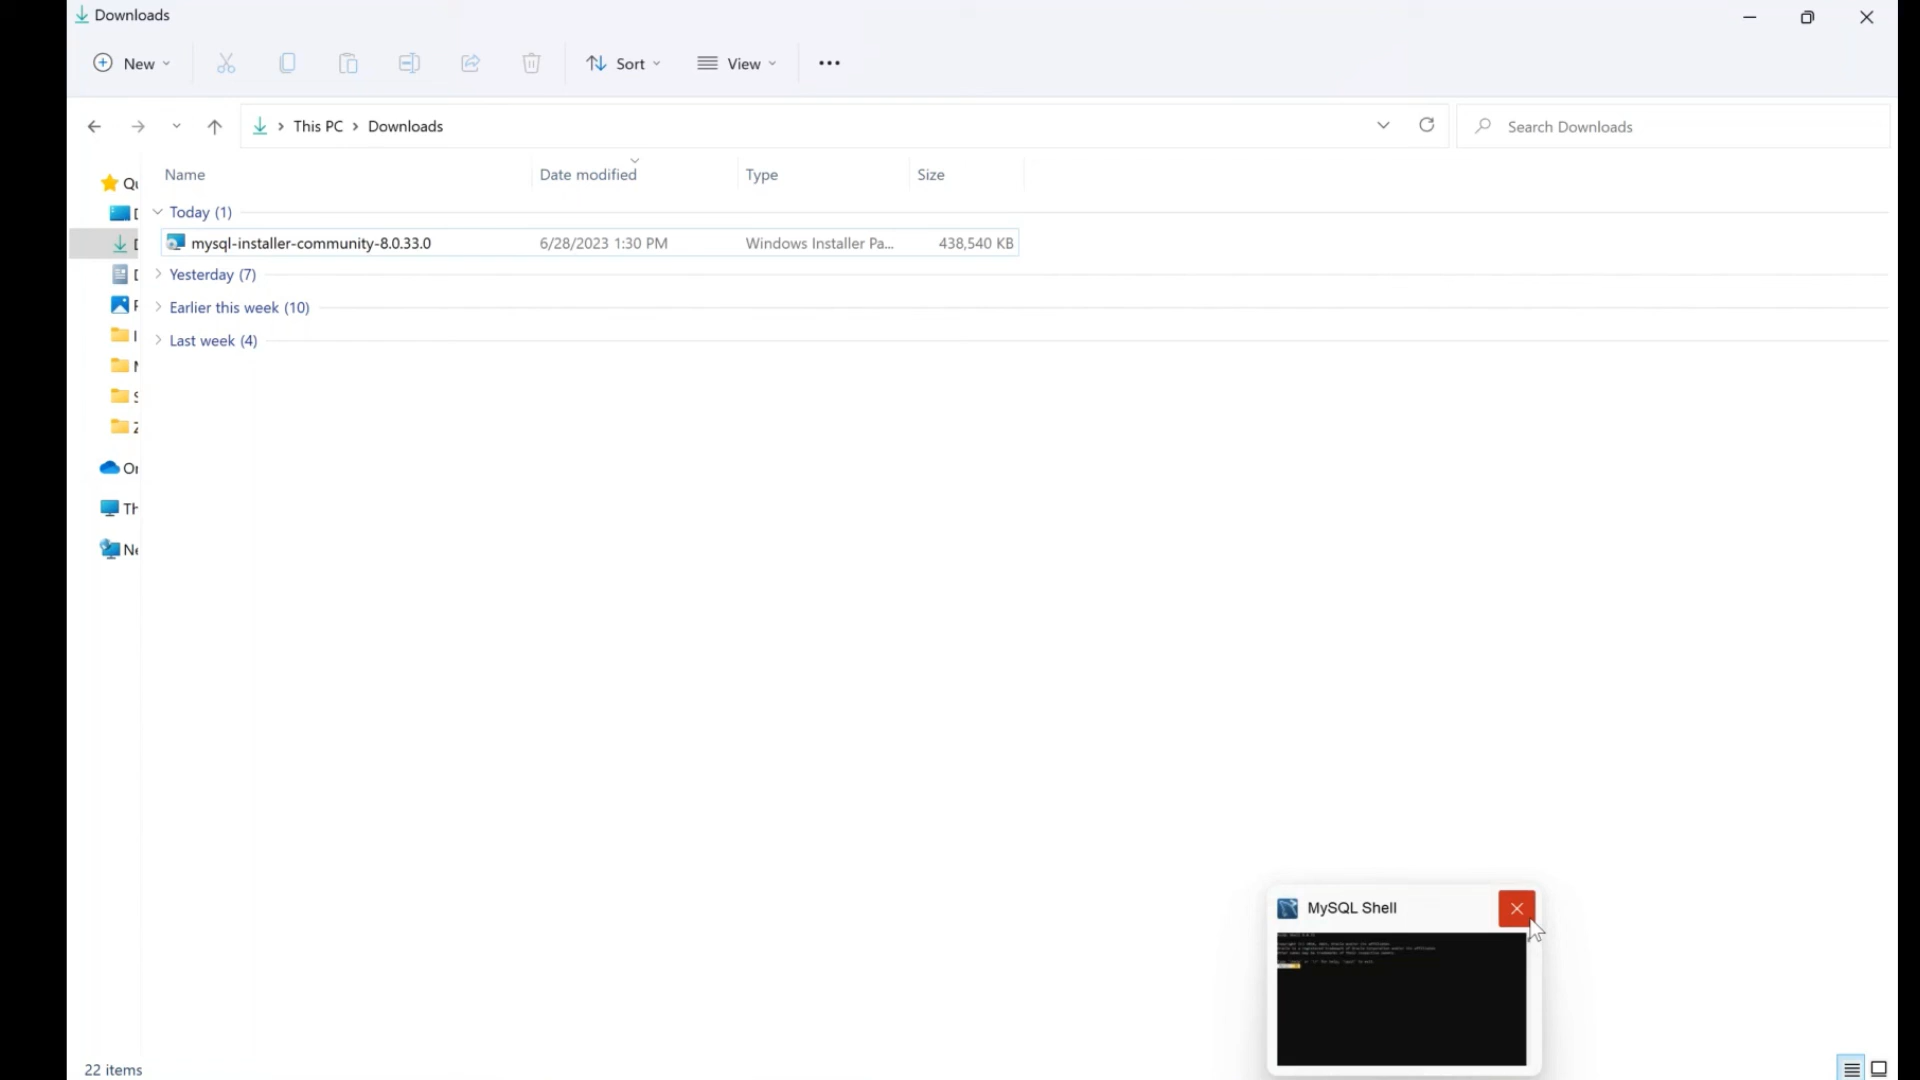 Downloads
New
Sort
View
This PC > Downloads
Search Downloads
Name
Date modified
Type
Size
Today (1)
mysql-installer-community-8.0.33.0
6/28/2023 1:30 PM
Windows Installer Pa...
438,540 KB
Yesterday (7)
Earlier this week (10)
Last week (4)
MySQL Shell
22 items